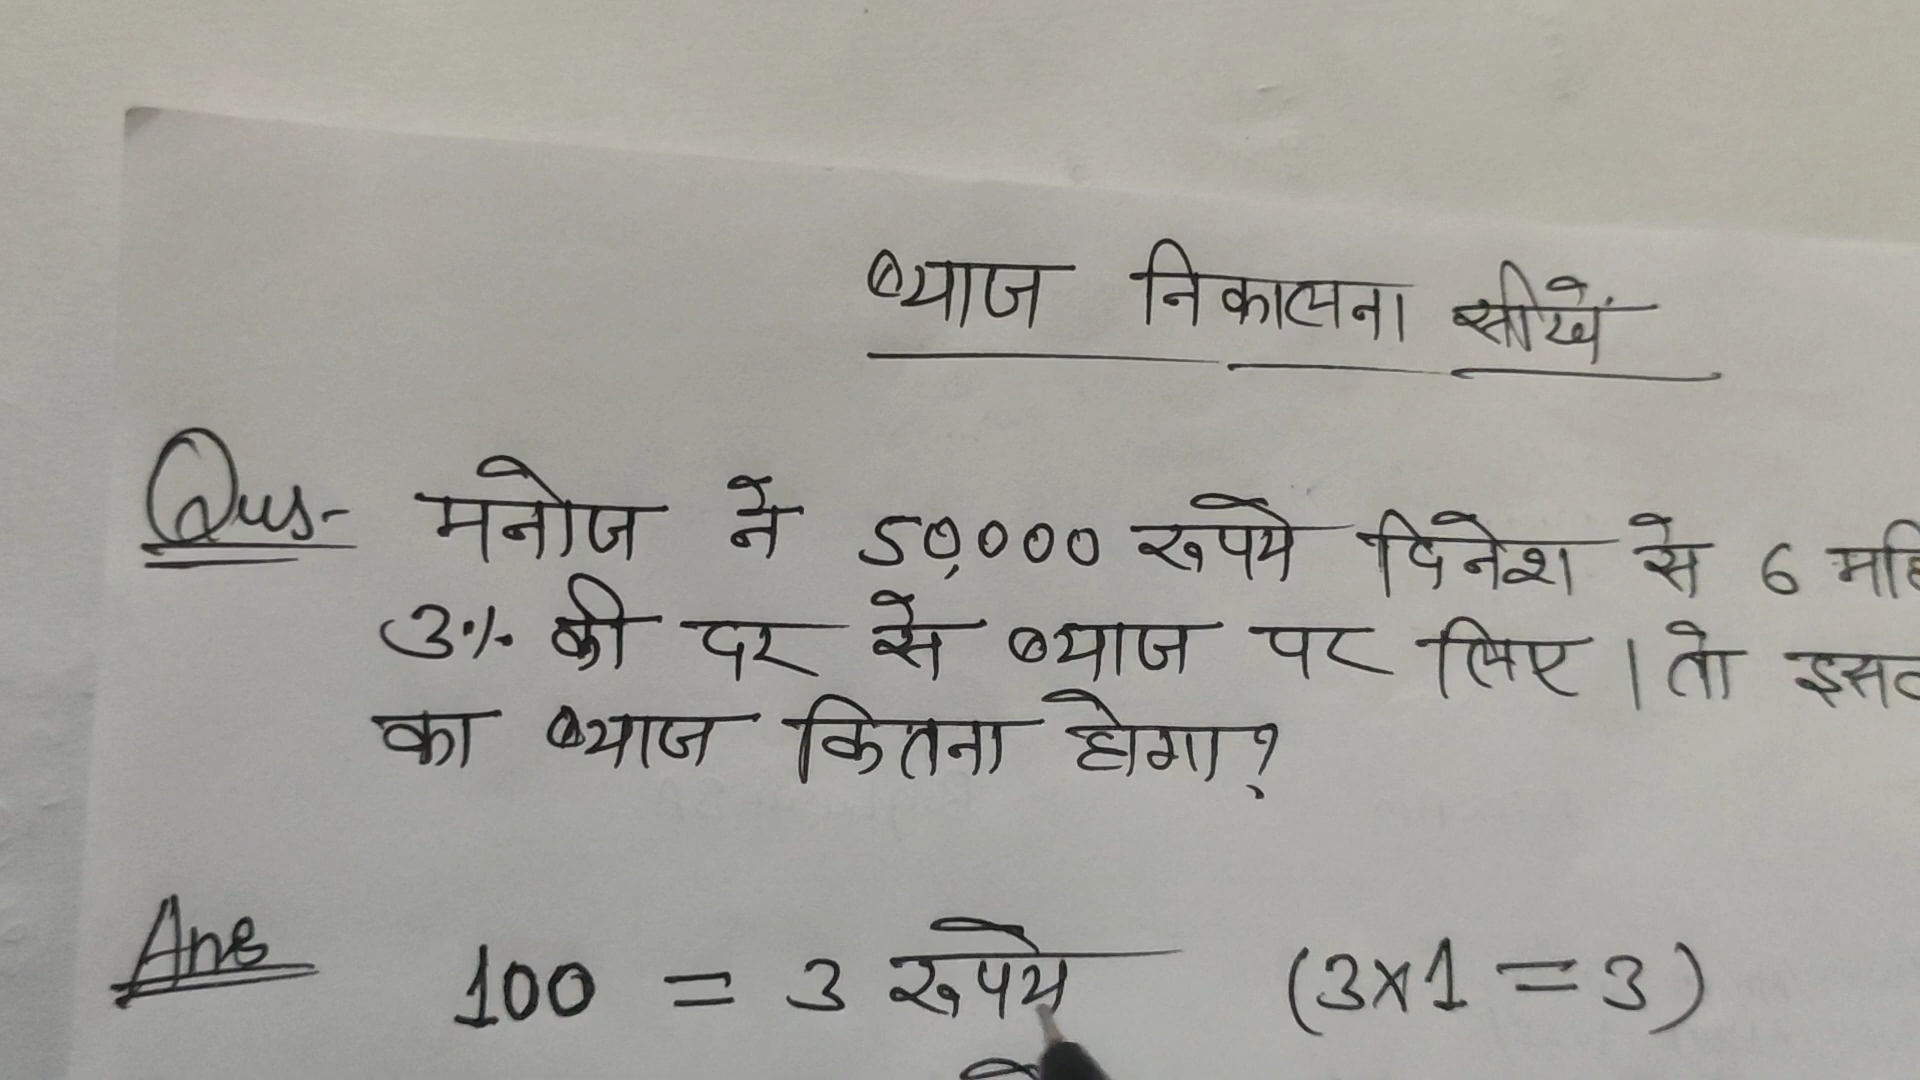 ब्याज निकालना सीखें
Qus- मनोज ने 50,000 रूपये दिनेश से 6
3% की दर से ब्याज पर लिए । तो
का ब्याज कितना होगा?
Ans 100 = 3 रूपये (3×1 = 3)